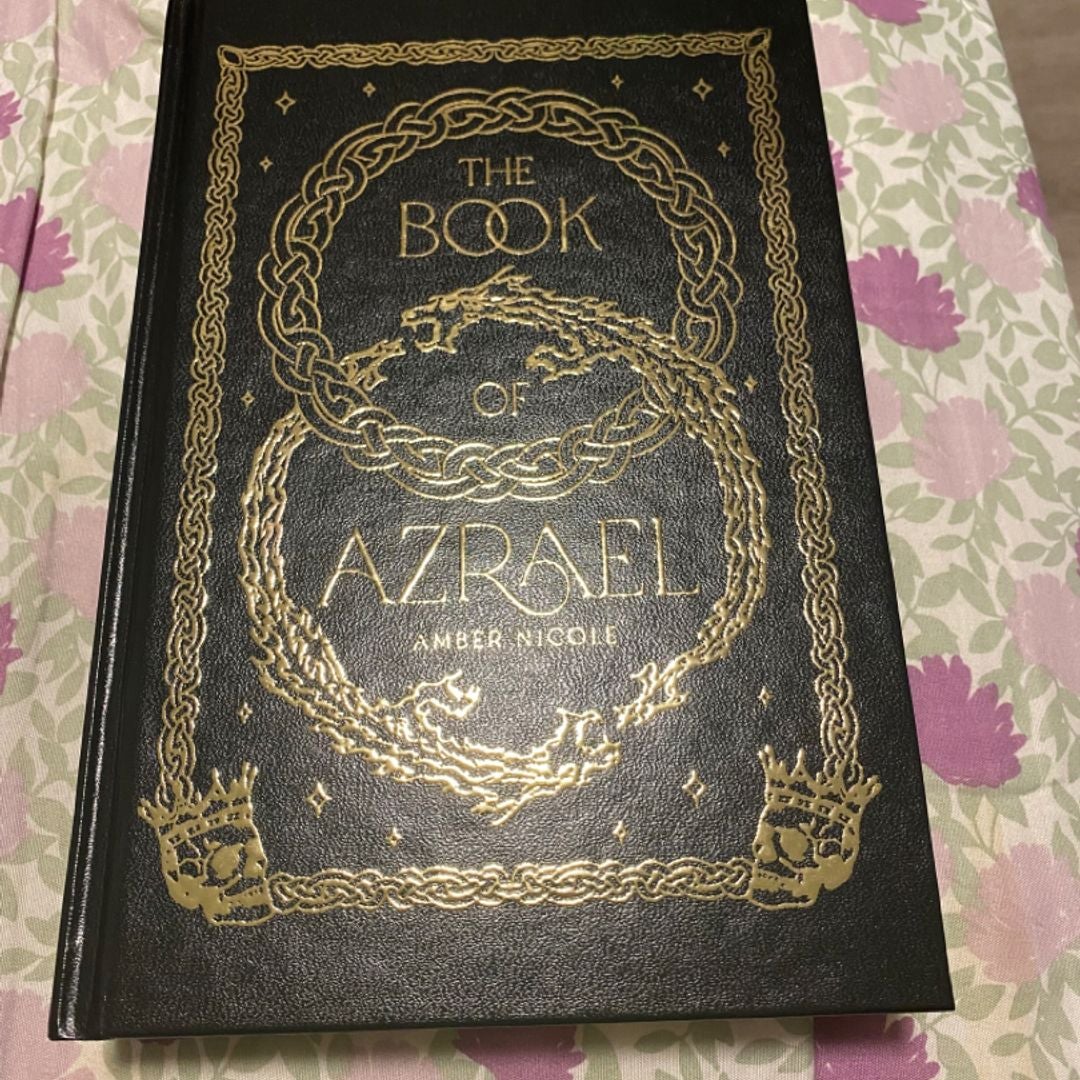 THE
BOOK
OF
AZRAEL
AMBER NICOLE